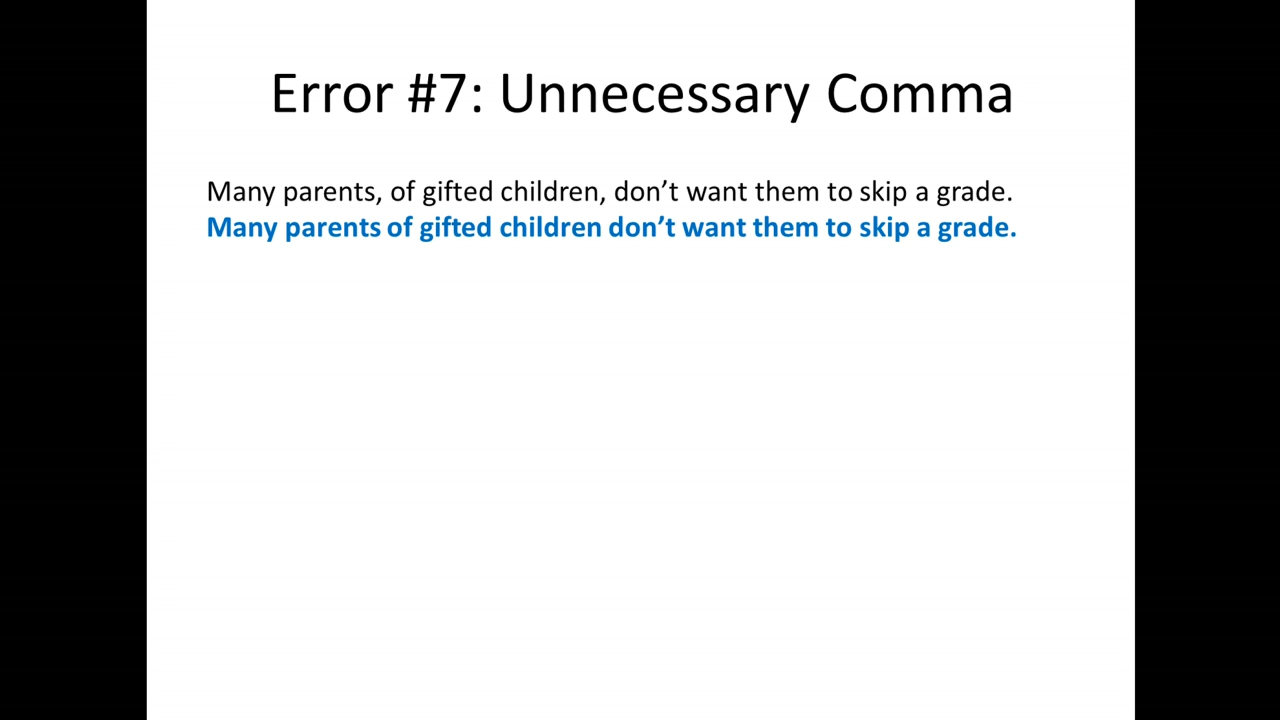 Error #7: Unnecessary Comma
Many parents, of gifted children, don’t want them to skip a grade.
Many parents of gifted children don’t want them to skip a grade.